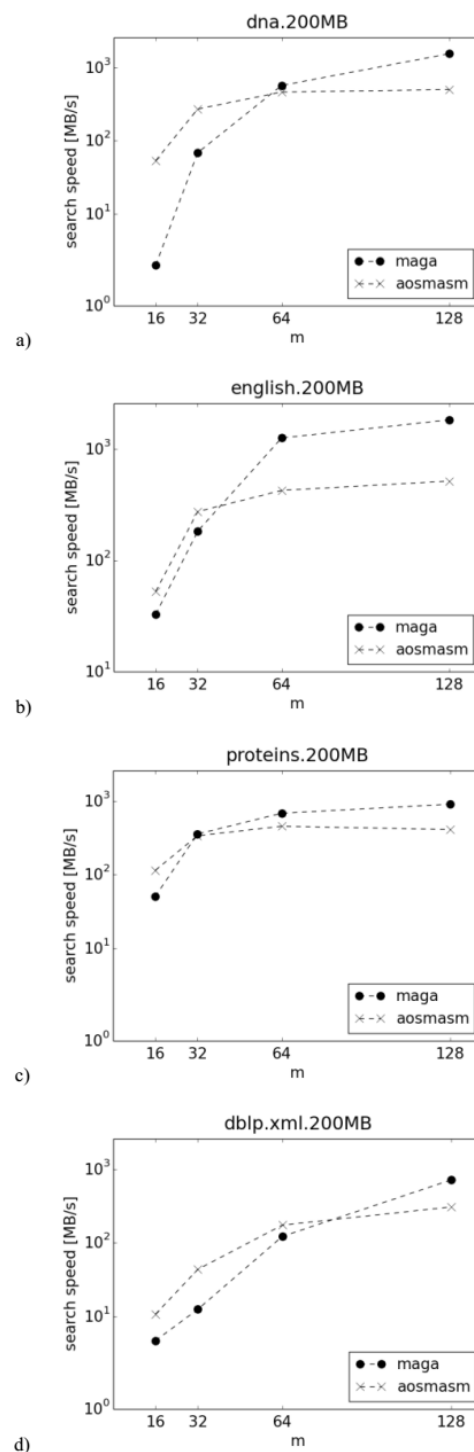 dna.200MB
search speed [MB/s]
10³
10²
10¹
10⁰
maga
aosmasm
16 32 64 128
m
a)
english.200MB
search speed [MB/s]
10³
10²
10¹
maga
aosmasm
16 32 64 128
m
b)
proteins.200MB
search speed [MB/s]
10³
10²
10¹
10⁰
maga
aosmasm
16 32 64 128
m
c)
dblp.xml.200MB
search speed [MB/s]
10³
10²
10¹
10⁰
maga
aosmasm
16 32 64 128
m
d)